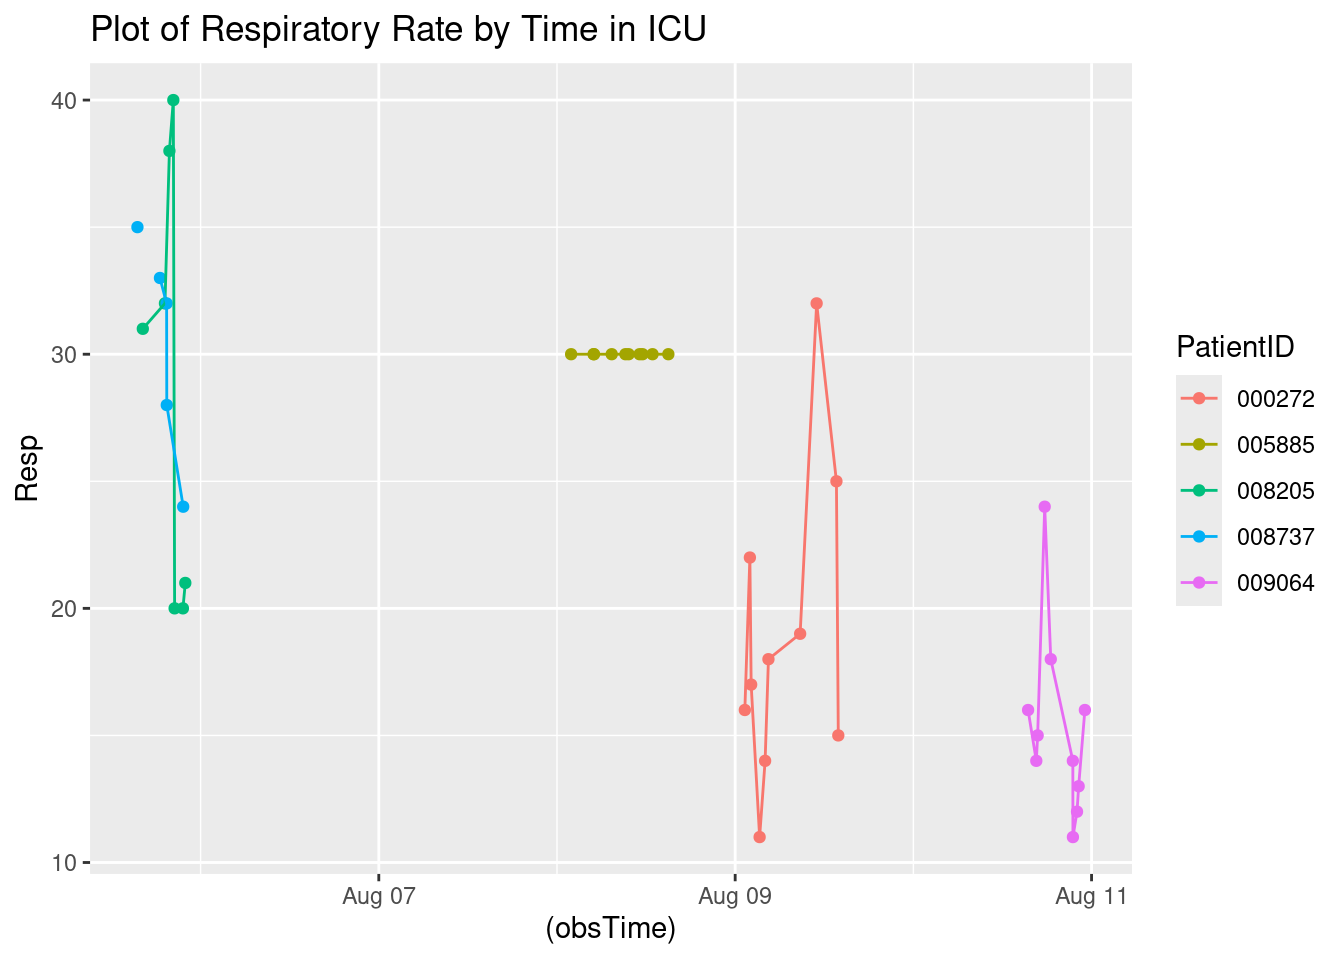 Plot of Respiratory Rate by Time in ICU
40
30
20
10
Resp
Aug 07
Aug 09
Aug 11
(obsTime)
PatientID
000272
005885
008205
008737
009064